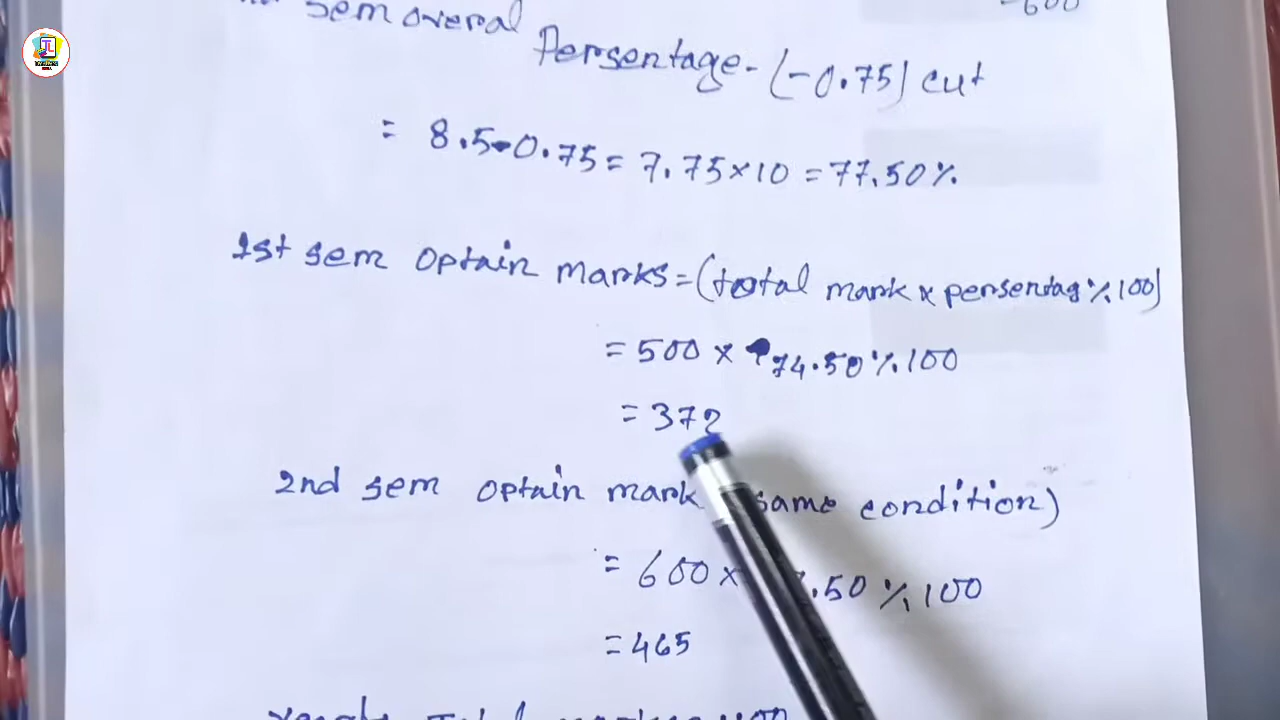 sem overal
-600
Persentage-(-0.75) cut
= 8.5-0.75= 7.75×10 = 77.50%
1st sem optain marks=(total mark × persentag%100)
= 500 × 74.50%100
= 372
2nd sem optain mark same condition)
= 600× .50 %100
= 465